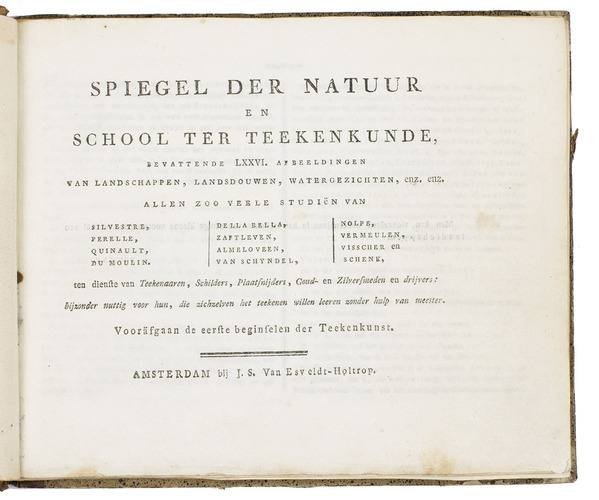 SPIEGEL DER NATUUR
EN
SCHOOL TER TEEKENKUNDE,
BEVATTENDE LXXVI. AFBEELDINGEN
VAN LANDSCHAPPEN, LANDSDOUWEN, WATERGEZICHTEN, enz. enz.
ALLEN ZOO VERLE STUDIËN VAN
SILVESTRE,
PERELLE,
QUINAULT,
DU MOULIN.
DELLA BELLA,
ZAFTLEVEN,
ALMELOVEEN,
VAN SCHYNDEL,
NOLPE,
VERMEULEN,
VISSCHER en
SCHENK,
ten dienſte van Teekenaaren, Schilders, Plaatſnijders, Goud- en Zilverſmeden en drijvers:
bijzonder nuttig voor hun, die zichzelven het teekenen willen leeren zonder hulp van meester.
Voorâfgaan de eerſte beginſelen der Teekenkunst.
AMSTERDAM bij J. S. Van Esveldt-Holtrop.